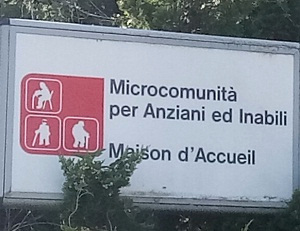 Microcomunità
per Anziani ed Inabili
Maison d'Accueil